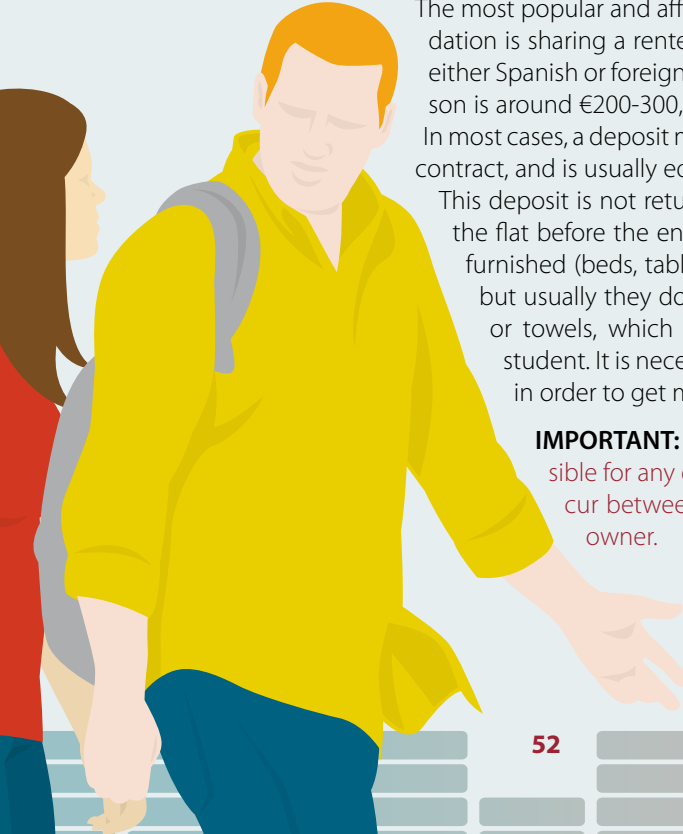 The most popular and aff
dation is sharing a rente
either Spanish or foreign
son is around €200-300,
In most cases, a deposit
contract, and is usually
This deposit is not retu
the flat before the en
furnished (beds, tabl
but usually they do
or towels, which
student. It is nece
in order to get
IMPORTANT:
sible for any
cur betwee
owner.
52